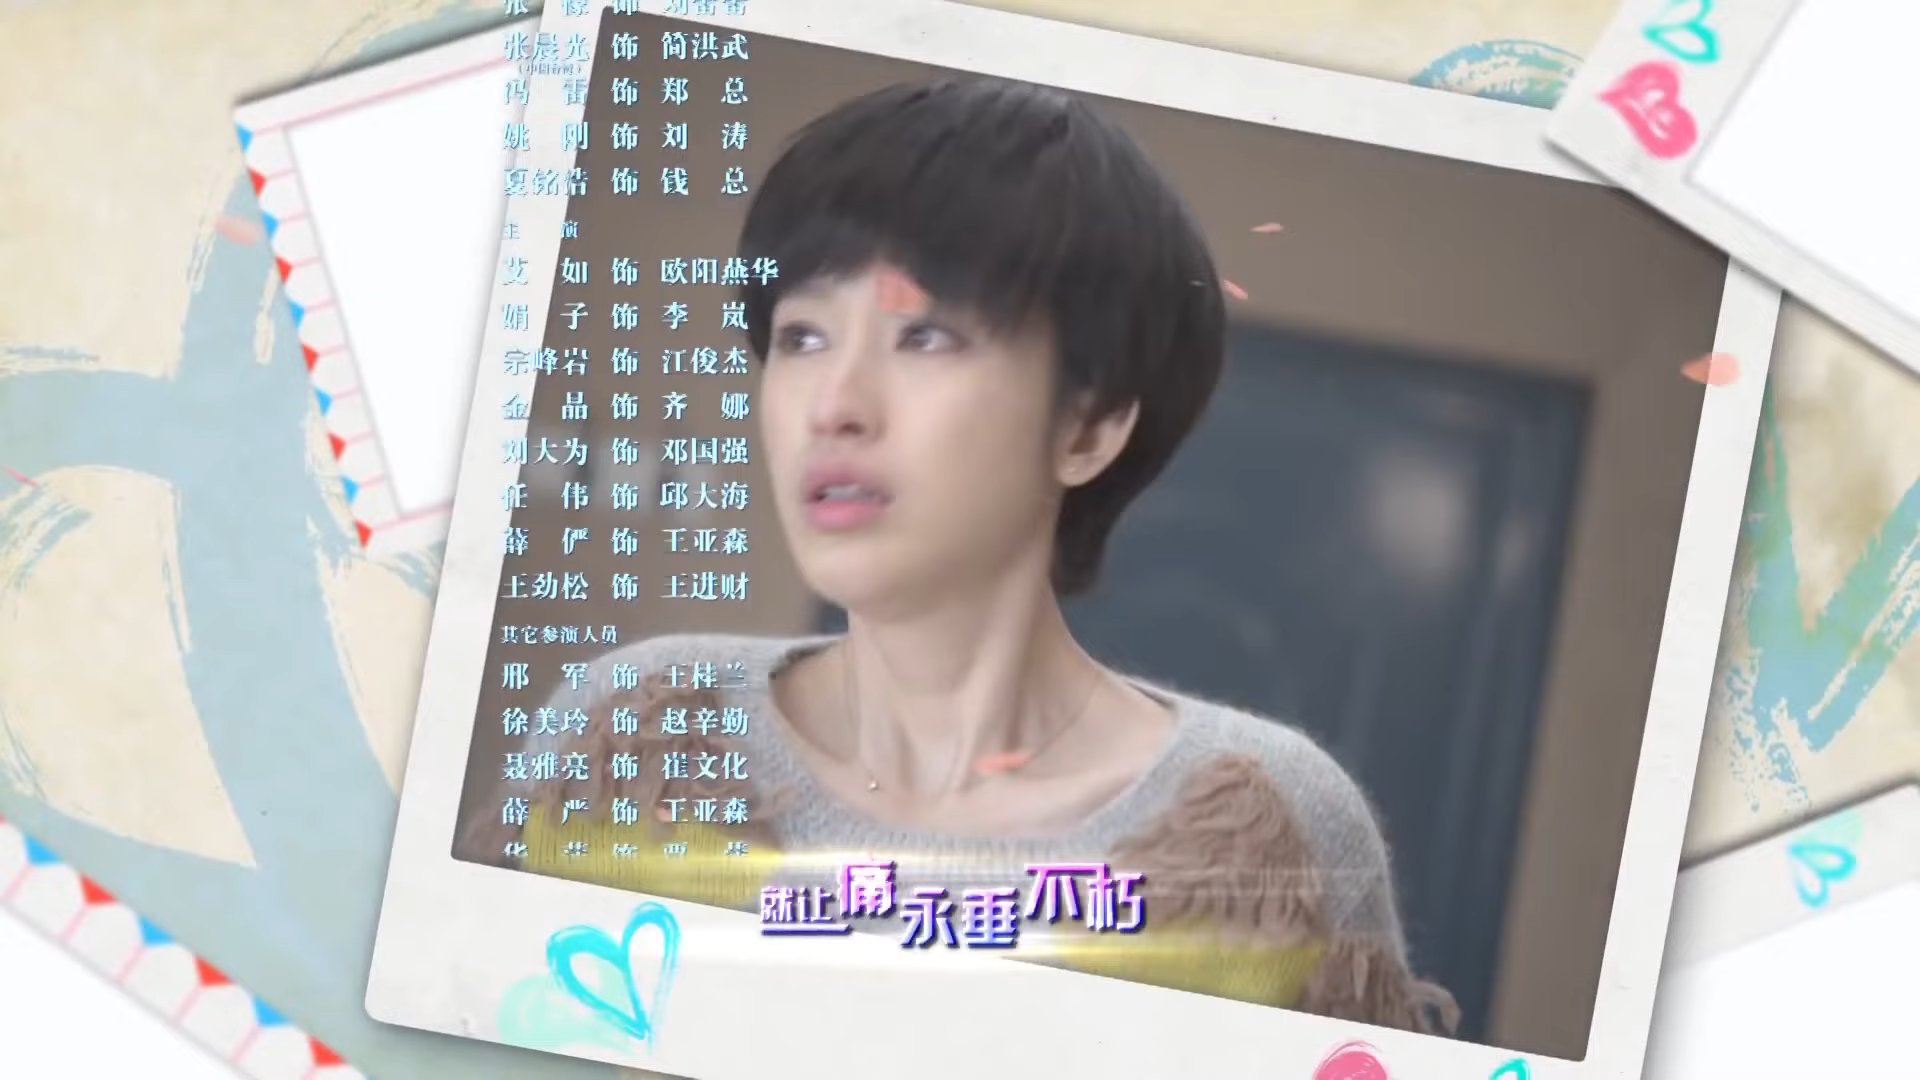 张晨光 饰 简洪武
（中国台湾）
冯雷 饰 郑总
姚刚 饰 刘涛
夏铭浩 饰 钱总
主演
艾如 饰 欧阳燕华
娟子 饰 李岚
宗峰岩 饰 江俊杰
金晶 饰 齐娜
刘大为 饰 邓国强
任伟 饰 邱大海
薛俨 饰 王亚森
王劲松 饰 王进财
其它参演人员
邢军 饰 王桂兰
徐美玲 饰 赵辛勤
聂雅亮 饰 崔文化
薛严 饰 王亚森
就让痛永垂不朽